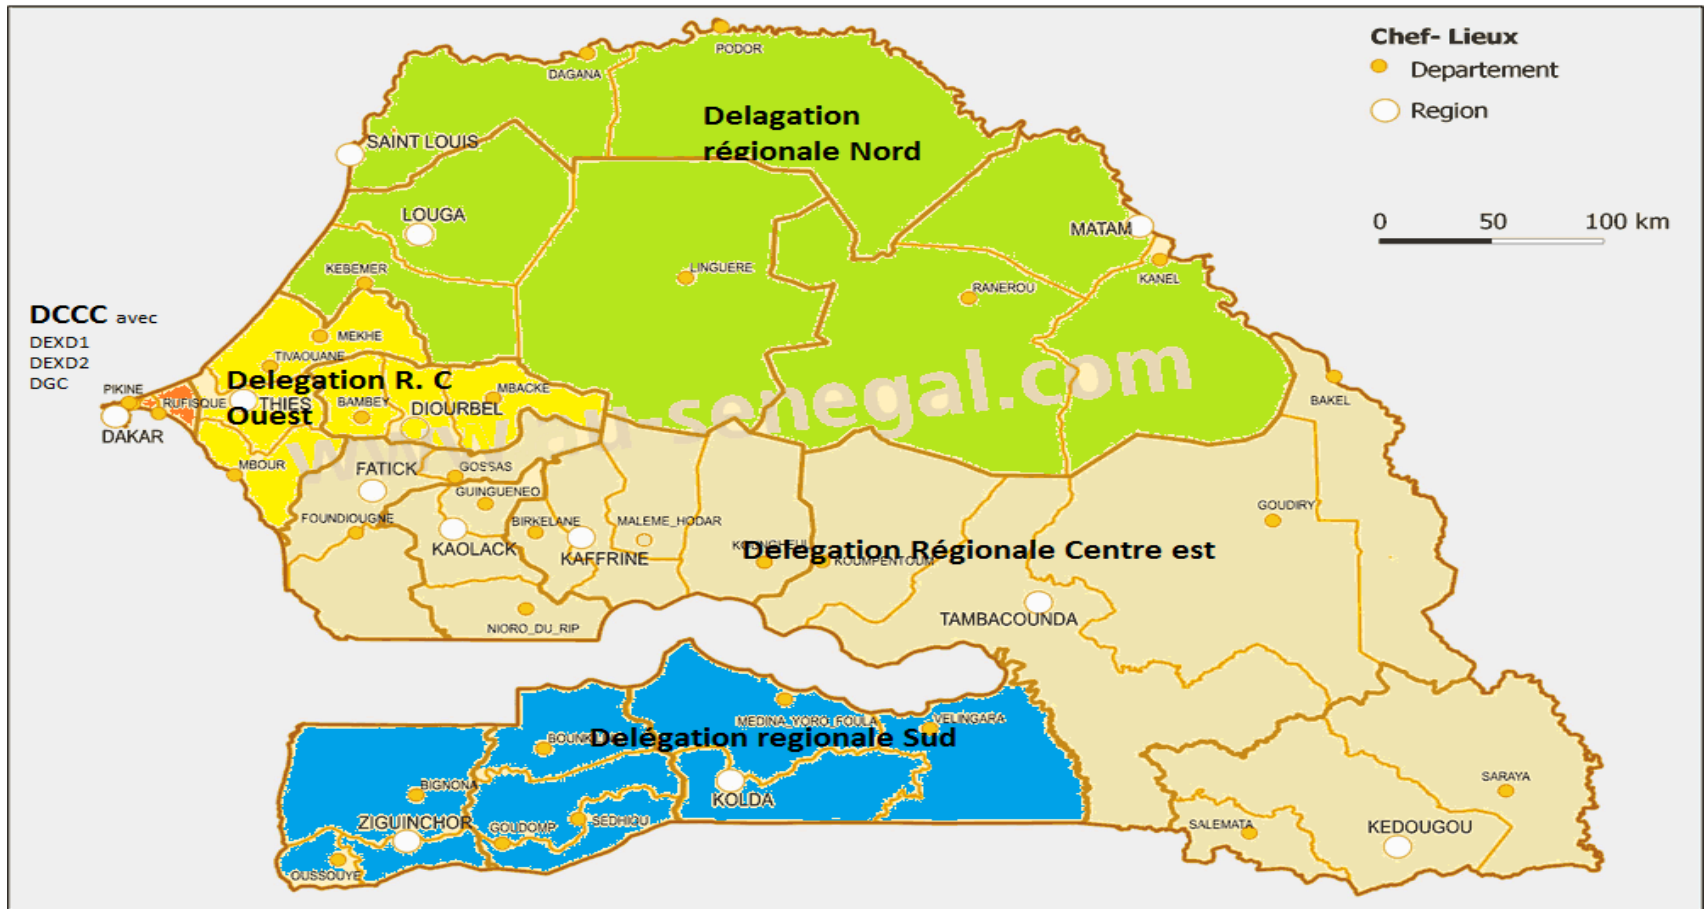 Chef- Lieux
Departement
Region
0 50 100 km
PODOR
DAGANA
Delagation
régionale Nord
SAINT LOUIS
LOUGA
MATAM
KEBEMER
LINGUERE
RANEROU
KANEL
DCCC avec
DEXD1
DEXD2
DGC
MEKHE
TIVAOUANE
Delegation R. C
Ouest
PIKINE
RUFISQUE
THIES
BAMBEY
DIOURBEL
MBACKE
DAKAR
BAKEL
www.au-senegal.com
MBOUR
FATICK
GOSSAS
GUINGUENEO
FOUNDIOUGNE
BIRKELANE
MALEME_HODAR
GOUDIRY
KAOLACK
KAFFRINE
Delegation Régionale Centre est
KOUMPENTOUM
TAMBACOUNDA
NIORO_DU_RIP
MEDINA_YORO_FOULA
VELINGARA
Delégation regionale Sud
BIGNONA
KOLDA
SARAYA
ZIGUINCHOR
GOUDOMP
SEDHIOU
SALEMATA
KEDOUGOU
OUSSOUYE